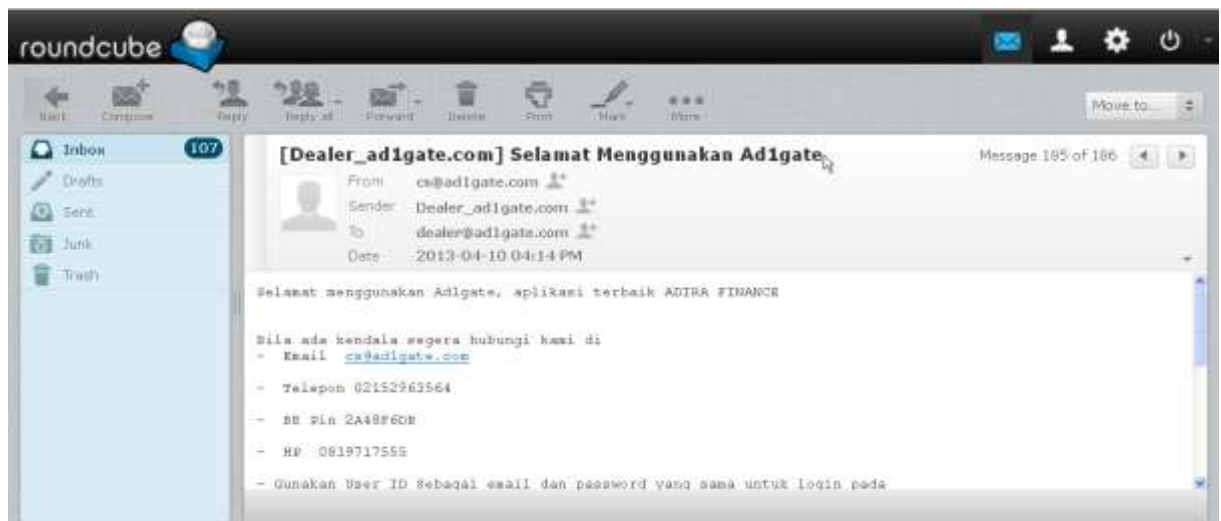 roundcube
Back Compose Reply Reply all Forward Delete Print Mark More Move to...
Inbox 107
Drafts
Sent
Junk
Trash
[Dealer_ad1gate.com] Selamat Menggunakan Ad1gate
Message 185 of 186
From cs@ad1gate.com
Sender Dealer_ad1gate.com
To dealer@ad1gate.com
Date 2013-04-10 04:14 PM
Selamat menggunakan Ad1gate, aplikasi terbaik ADIRA FINANCE
Bila ada kendala segera hubungi kami di
- Email cs@ad1gate.com
- Telepon 02152963564
- BB Pin 2A48F6DB
- HP 0819717555
- Gunakan User ID Sebagai email dan password yang sama untuk login pada